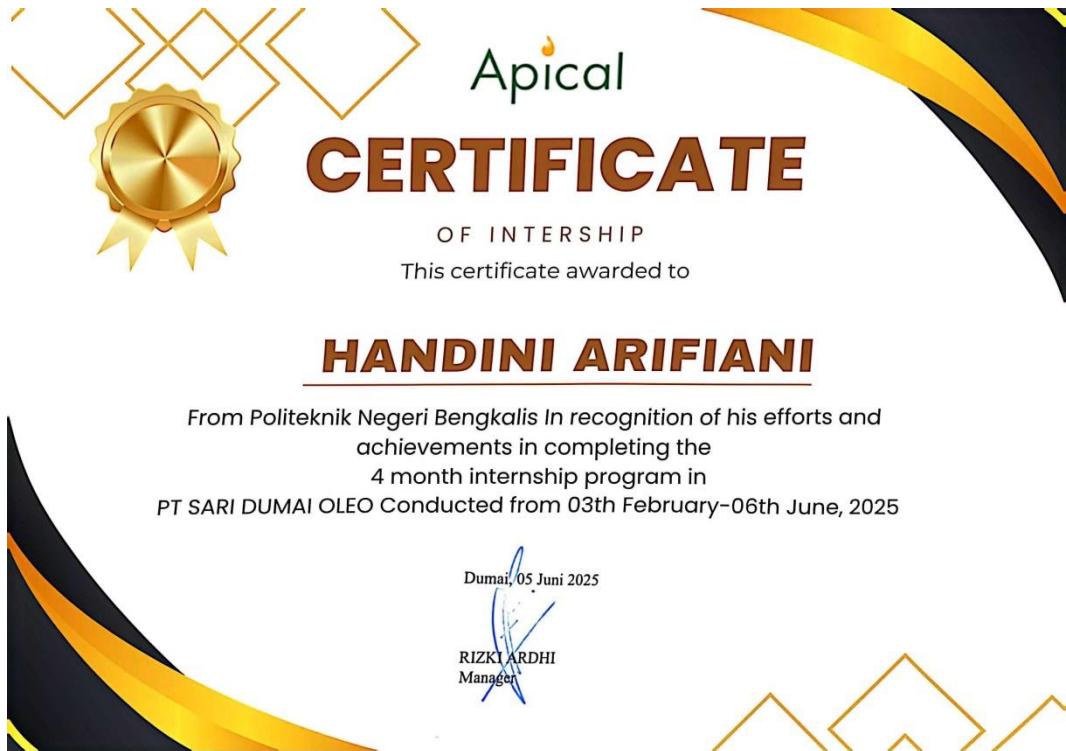 Apical
CERTIFICATE
OF INTERSHIP
This certificate awarded to
HANDINI ARIFIANI
From Politeknik Negeri Bengkalis In recognition of his efforts and
achievements in completing the
4 month internship program in
PT SARI DUMAI OLEO Conducted from 03th February-06th June, 2025
Dumai, 05 Juni 2025
RIZKI ARDHI
Manager